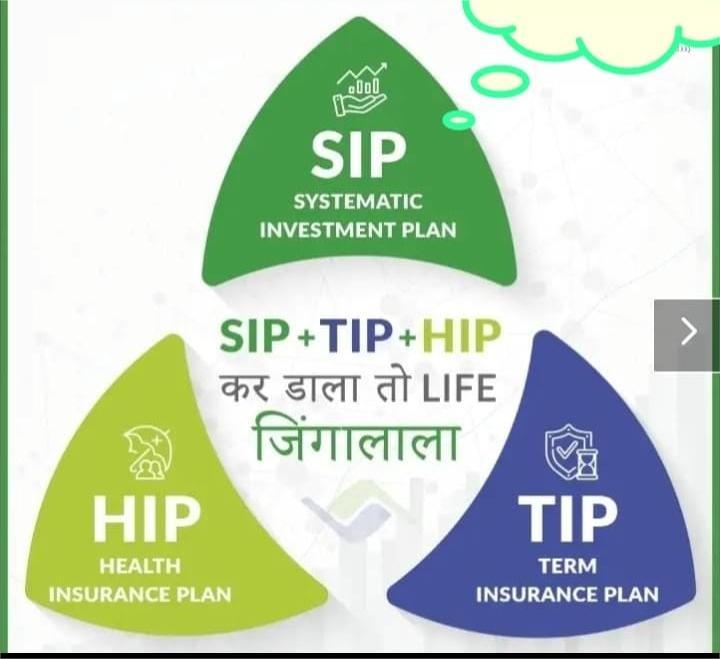 SIP
SYSTEMATIC
INVESTMENT PLAN
SIP+TIP+HIP
कर डाला तो LIFE
जिंगालाला
HIP
HEALTH
INSURANCE PLAN
TIP
TERM
INSURANCE PLAN